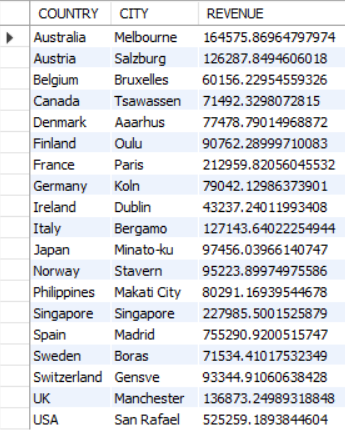 COUNTRY CITY REVENUE
Australia Melbourne 164575.86964797974
Austria Salzburg 126287.8494606018
Belgium Bruxelles 60156.22954559326
Canada Tsawassen 71492.3298072815
Denmark Aaarhus 77478.79014968872
Finland Oulu 90762.28999710083
France Paris 212959.82056045532
Germany Koln 79042.12986373901
Ireland Dublin 43237.24011993408
Italy Bergamo 127143.64022254944
Japan Minato-ku 97456.03966140747
Norway Stavern 95223.89974975586
Philippines Makati City 80291.16939544678
Singapore Singapore 227985.5001525879
Spain Madrid 755290.9200515747
Sweden Boras 71534.41017532349
Switzerland Gensve 93344.91060638428
UK Manchester 136873.24989318848
USA San Rafael 525259.1893844604